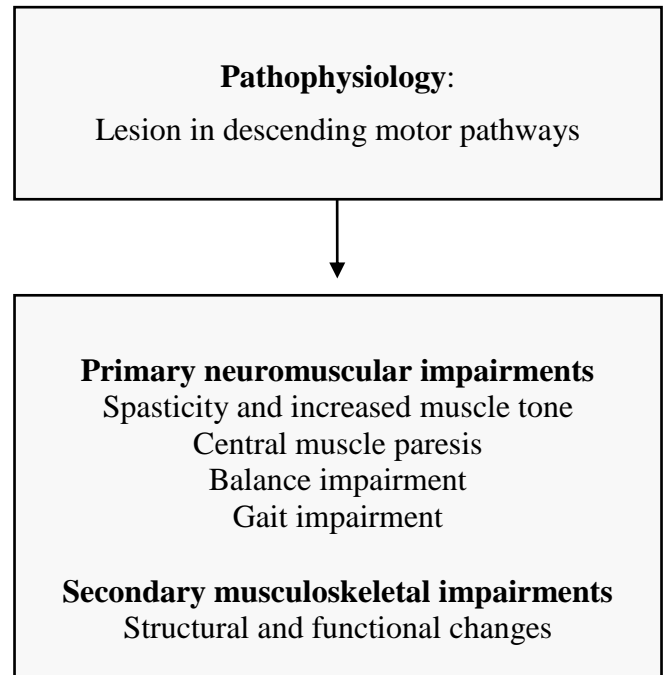 Pathophysiology:
Lesion in descending motor pathways
Primary neuromuscular impairments
Spasticity and increased muscle tone
Central muscle paresis
Balance impairment
Gait impairment
Secondary musculoskeletal impairments
Structural and functional changes